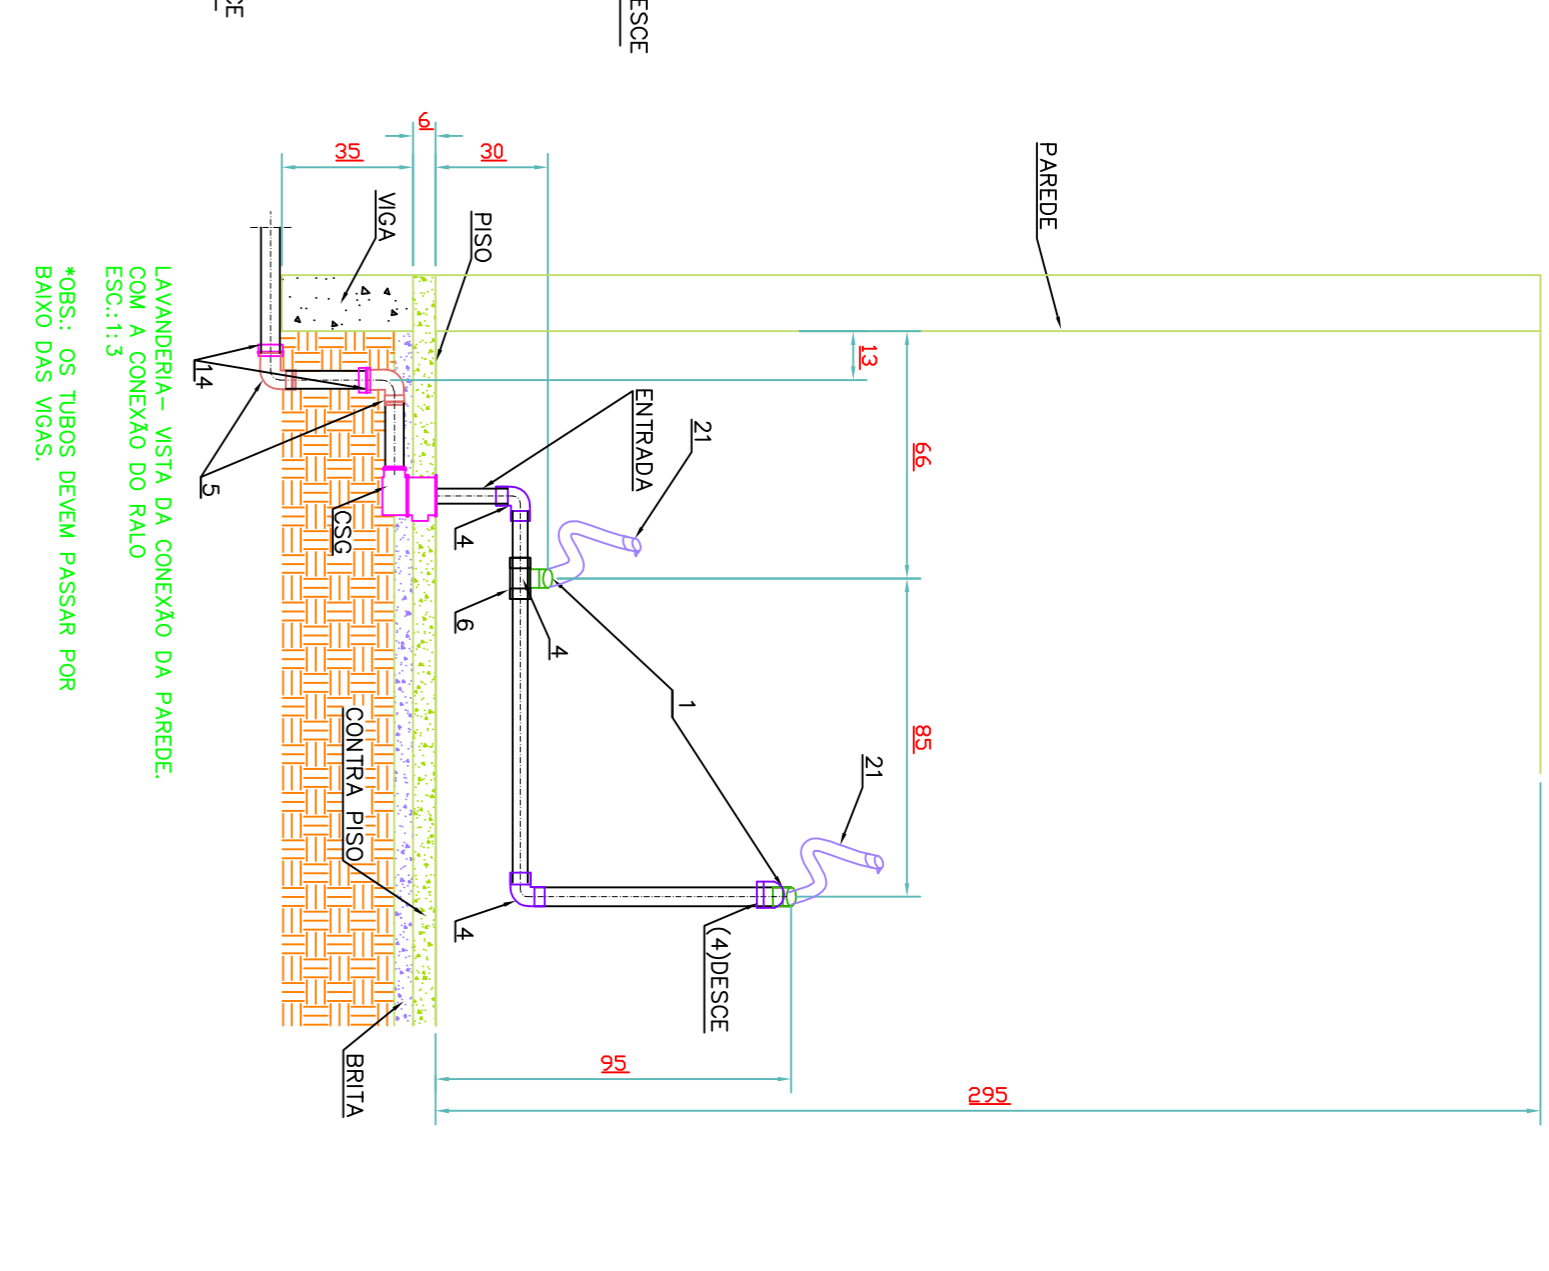 CE
ESCE
PAREDE
6
35
30
VIGA
PISO
13
66
ENTRADA
21
14
5
CSG
4
6
4
1
85
21
CONTRA PISO
4
(4)DESCE
BRITA
95
295
LAVANDERIA- VISTA DA CONEXÃO DA PAREDE.
COM A CONEXÃO DO RALO
ESC.:1:3
*OBS.: OS TUBOS DEVEM PASSAR POR
BAIXO DAS VIGAS.